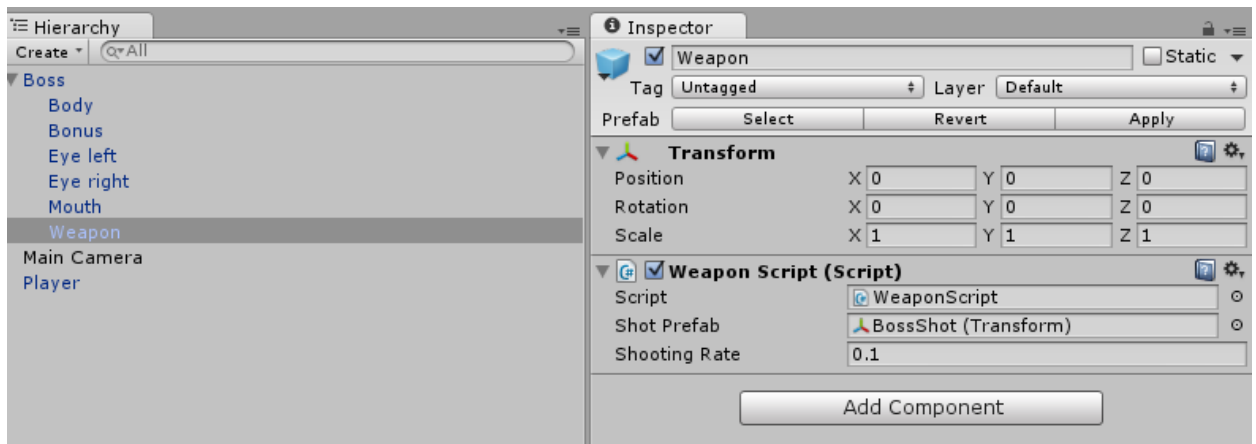 Hierarchy
Create All
Boss
Body
Bonus
Eye left
Eye right
Mouth
Weapon
Main Camera
Player
Inspector
Weapon Static
Tag Untagged Layer Default
Prefab Select Revert Apply
Transform
Position X 0 Y 0 Z 0
Rotation X 0 Y 0 Z 0
Scale X 1 Y 1 Z 1
Weapon Script (Script)
Script WeaponScript
Shot Prefab BossShot (Transform)
Shooting Rate 0.1
Add Component